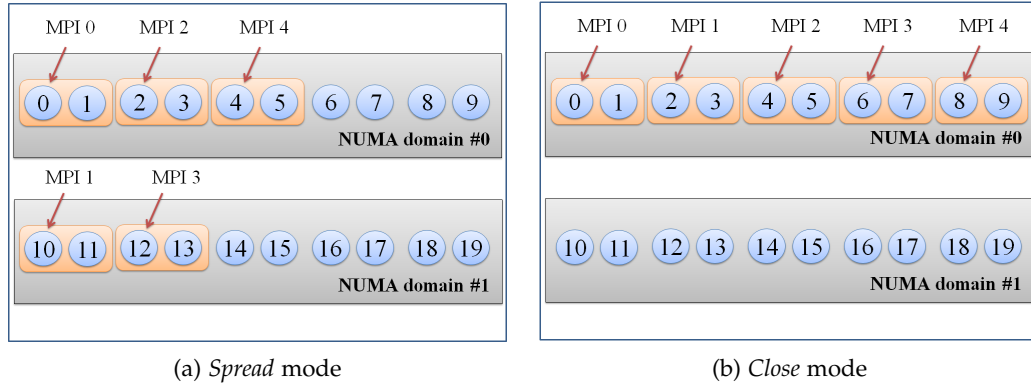 MPI 0 MPI 2 MPI 4
0 1 2 3 4 5 6 7 8 9
NUMA domain #0
MPI 1 MPI 3
10 11 12 13 14 15 16 17 18 19
NUMA domain #1
(a) Spread mode
MPI 0 MPI 1 MPI 2 MPI 3 MPI 4
0 1 2 3 4 5 6 7 8 9
NUMA domain #0
10 11 12 13 14 15 16 17 18 19
NUMA domain #1
(b) Close mode